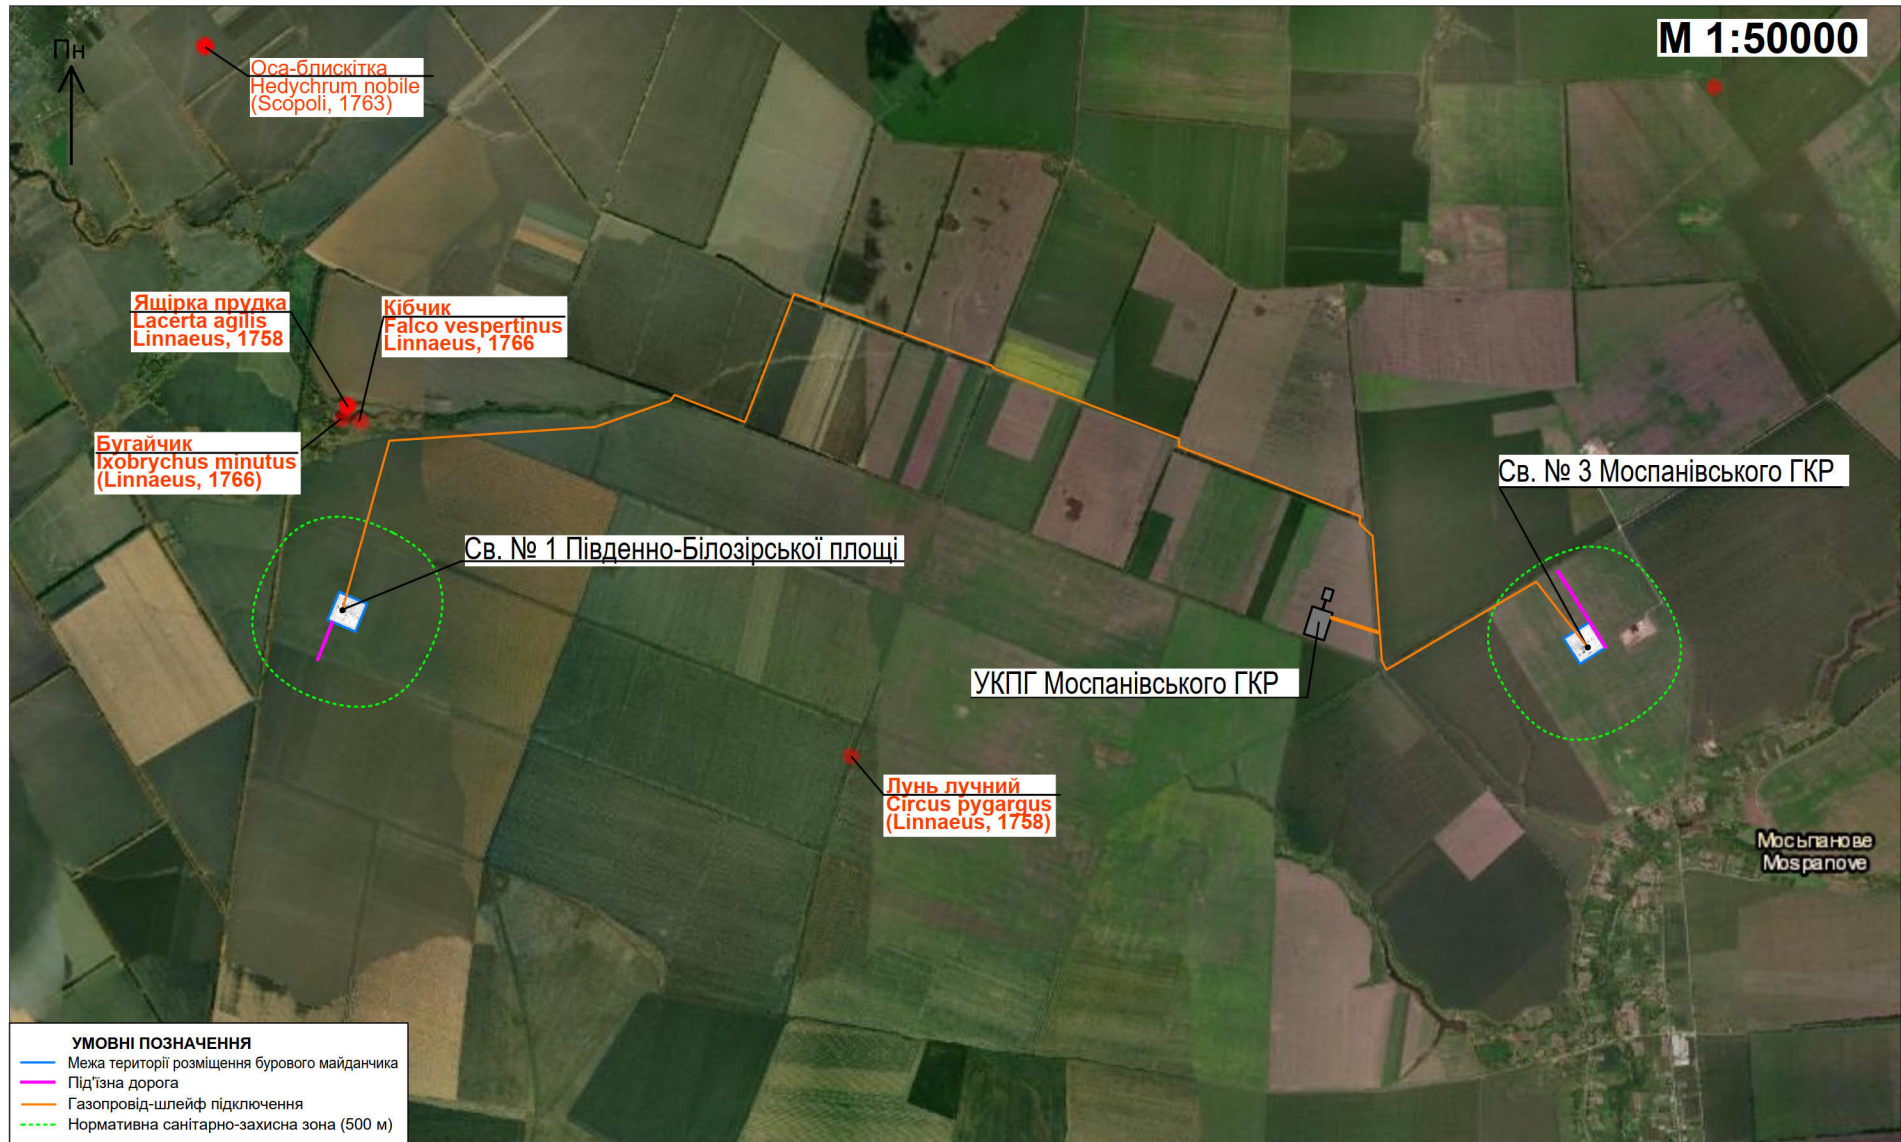 М 1:50000
Пн
Оса-блискітка
Hedychrum nobile
(Scopoli, 1763)
Ящірка прудка
Lacerta agilis
Linnaeus, 1758
Кібчик
Falco vespertinus
Linnaeus, 1766
Бугайчик
Ixobrychus minutus
(Linnaeus, 1766)
Св. № 3 Моспанівського ГКР
Св. № 1 Південно-Білозірської площі
УКПГ Моспанівського ГКР
Лунь лучний
Circus pygargus
(Linnaeus, 1758)
Мосьпанове
Mospanove
УМОВНІ ПОЗНАЧЕННЯ
Межа території розміщення бурового майданчика
Під'їзна дорога
Газопровід-шлейф підключення
Нормативна санітарно-захисна зона (500 м)